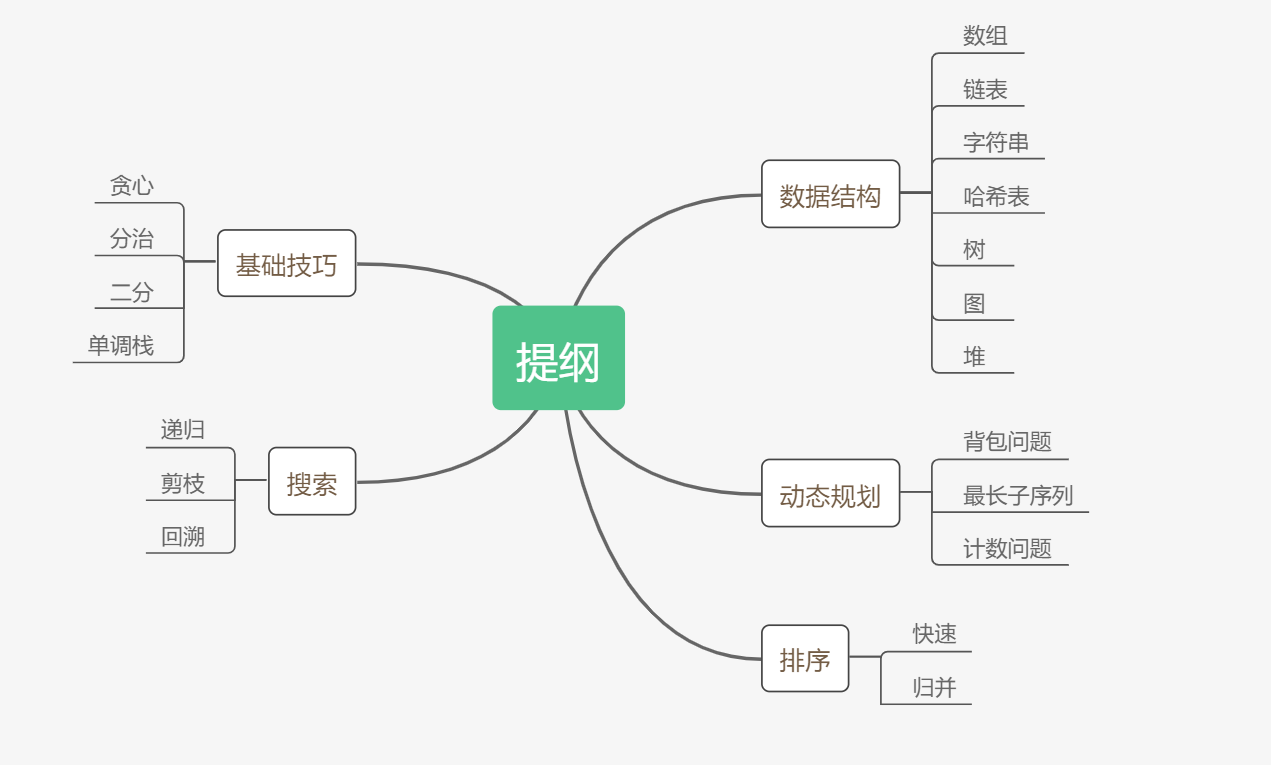 提纲
数据结构
数组
链表
字符串
哈希表
树
图
堆
动态规划
背包问题
最长子序列
计数问题
排序
快速
归并
基础技巧
贪心
分治
二分
单调栈
搜索
递归
剪枝
回溯